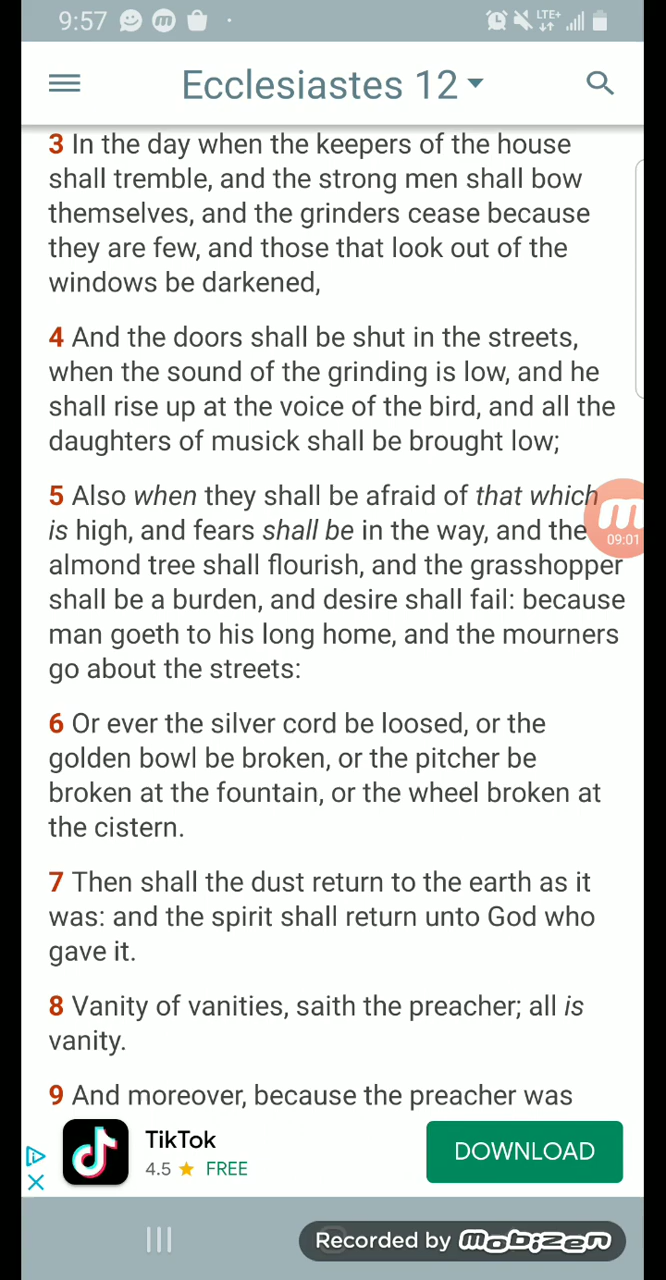 9:57
LTE+
Ecclesiastes 12
3 In the day when the keepers of the house
shall tremble, and the strong men shall bow
themselves, and the grinders cease because
they are few, and those that look out of the
windows be darkened,
4 And the doors shall be shut in the streets,
when the sound of the grinding is low, and he
shall rise up at the voice of the bird, and all the
daughters of musick shall be brought low;
5 Also when they shall be afraid of that which
is high, and fears shall be in the way, and the
m
09:01
almond tree shall flourish, and the grasshopper
shall be a burden, and desire shall fail: because
man goeth to his long home, and the mourners
go about the streets:
6 Or ever the silver cord be loosed, or the
golden bowl be broken, or the pitcher be
broken at the fountain, or the wheel broken at
the cistern.
7 Then shall the dust return to the earth as it
was: and the spirit shall return unto God who
gave it.
8 Vanity of vanities, saith the preacher; all is
vanity.
9 And moreover, because the preacher was
TikTok
4.5 ★ FREE
DOWNLOAD
Recorded by mobizen